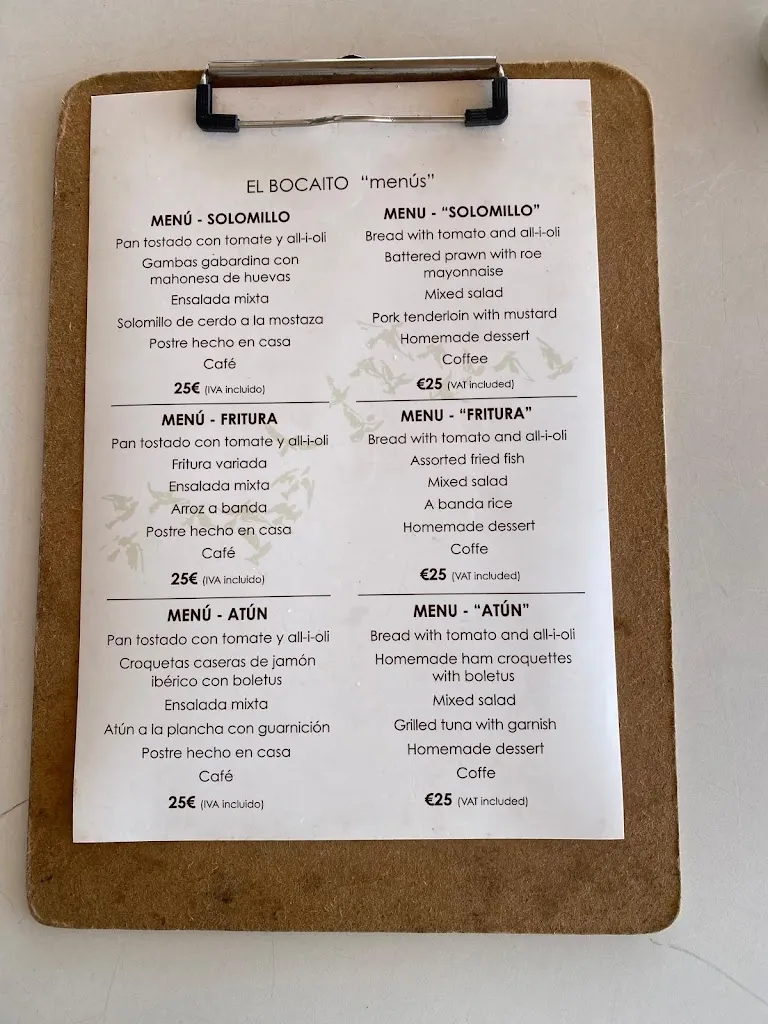 EL BOCAITO "menús"
MENÚ - SOLOMILLO
Pan tostado con tomate y all-i-oli
Gambas gabardina con
mahonesa de huevas
Ensalada mixta
Solomillo de cerdo a la mostaza
Postre hecho en casa
Café
25€ (IVA incluido)
MENÚ - FRITURA
Pan tostado con tomate y all-i-oli
Fritura variada
Ensalada mixta
Arroz a banda
Postre hecho en casa
Café
25€ (IVA incluido)
MENÚ - ATÚN
Pan tostado con tomate y all-i-oli
Croquetas caseras de jamón
ibérico con boletus
Ensalada mixta
Atún a la plancha con guarnición
Postre hecho en casa
Café
25€ (IVA incluido)
MENU - "SOLOMILLO"
Bread with tomato and all-i-oli
Battered prawn with roe
mayonnaise
Mixed salad
Pork tenderloin with mustard
Homemade dessert
Coffee
€25 (VAT included)
MENU - "FRITURA"
Bread with tomato and all-i-oli
Assorted fried fish
Mixed salad
A banda rice
Homemade dessert
Coffe
€25 (VAT included)
MENU - "ATÚN"
Bread with tomato and all-i-oli
Homemade ham croquettes
with boletus
Mixed salad
Grilled tuna with garnish
Homemade dessert
Coffe
€25 (VAT included)